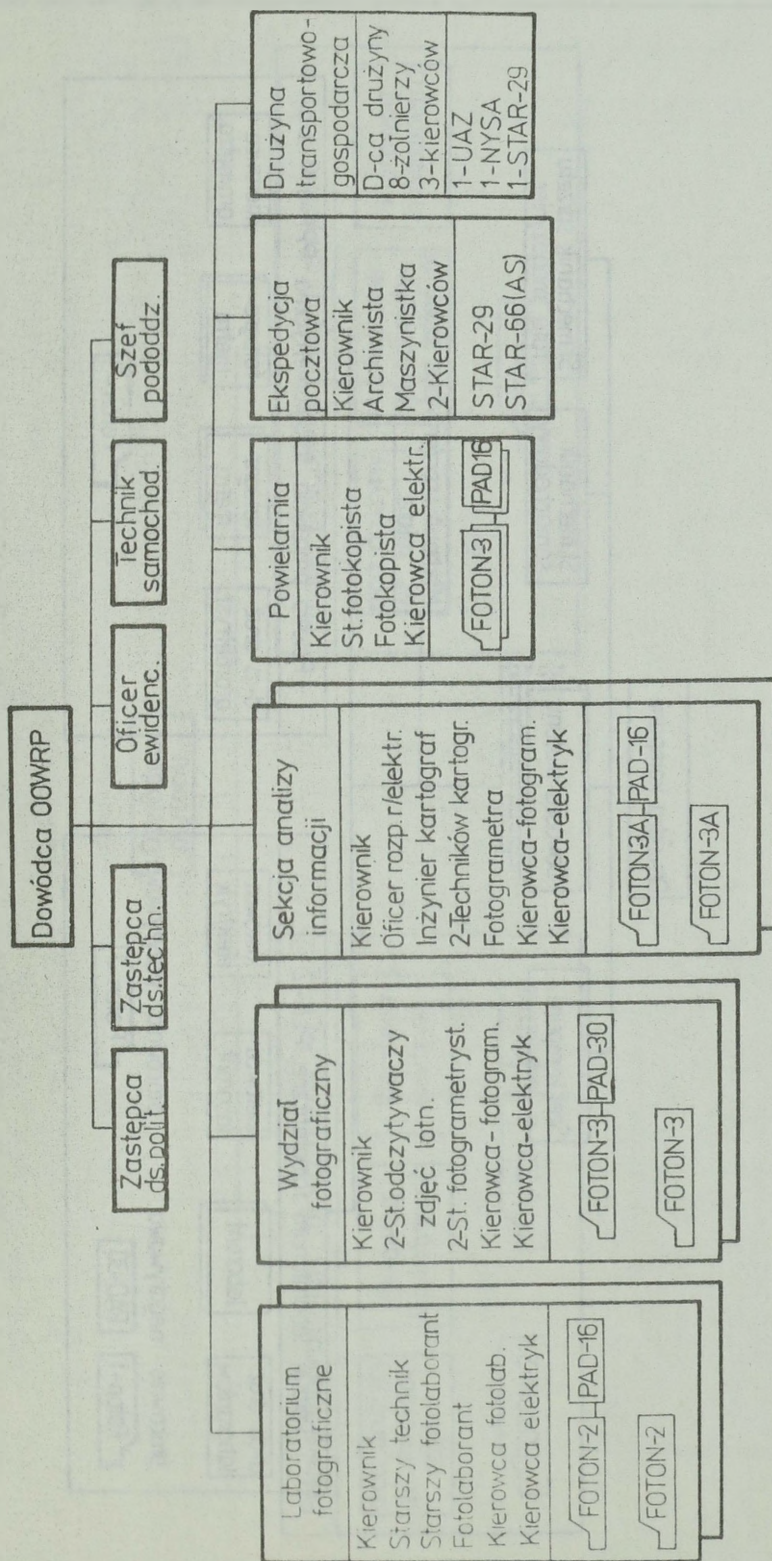 Dowódca OOWRP
Zastępca
ds.polit.
Zastępca
ds.techn.
Oficer
ewidenc.
Technik
samochod.
Szef
pododdz.
Laboratorium
fotograficzne
Kierownik
Starszy technik
Starszy fotolaborant
Fotolaborant
Kierowca fotolab.
Kierowca elektryk
FOTON-2 PAD-16
FOTON-2
Wydział
fotograficzny
Kierownik
2-St.odczytywaczy
zdjęć lotn.
2-St. fotogrametryst.
Kierowca-fotogram.
Kierowca-elektryk
FOTON-3 PAD-30
FOTON-3
Sekcja analizy
informacji
Kierownik
Oficer rozp. r/elektr.
Inżynier kartograf
2-Techników kartogr.
Fotogrametra
Kierowca-fotogram.
Kierowca-elektryk
FOTON-3A PAD-16
FOTON-3A
Powielarnia
Kierownik
St.fotokopista
Fotokopista
Kierowca elektr.
FOTON-3 PAD16
Ekspedycja
pocztowa
Kierownik
Archiwista
Maszynistka
2-Kierowców
STAR-29
STAR-66(AS)
Drużyna
transportowo-
gospodarcza
D-ca drużyny
8-żołnierzy
3-kierowców
1-UAZ
1-NYSA
1-STAR-29